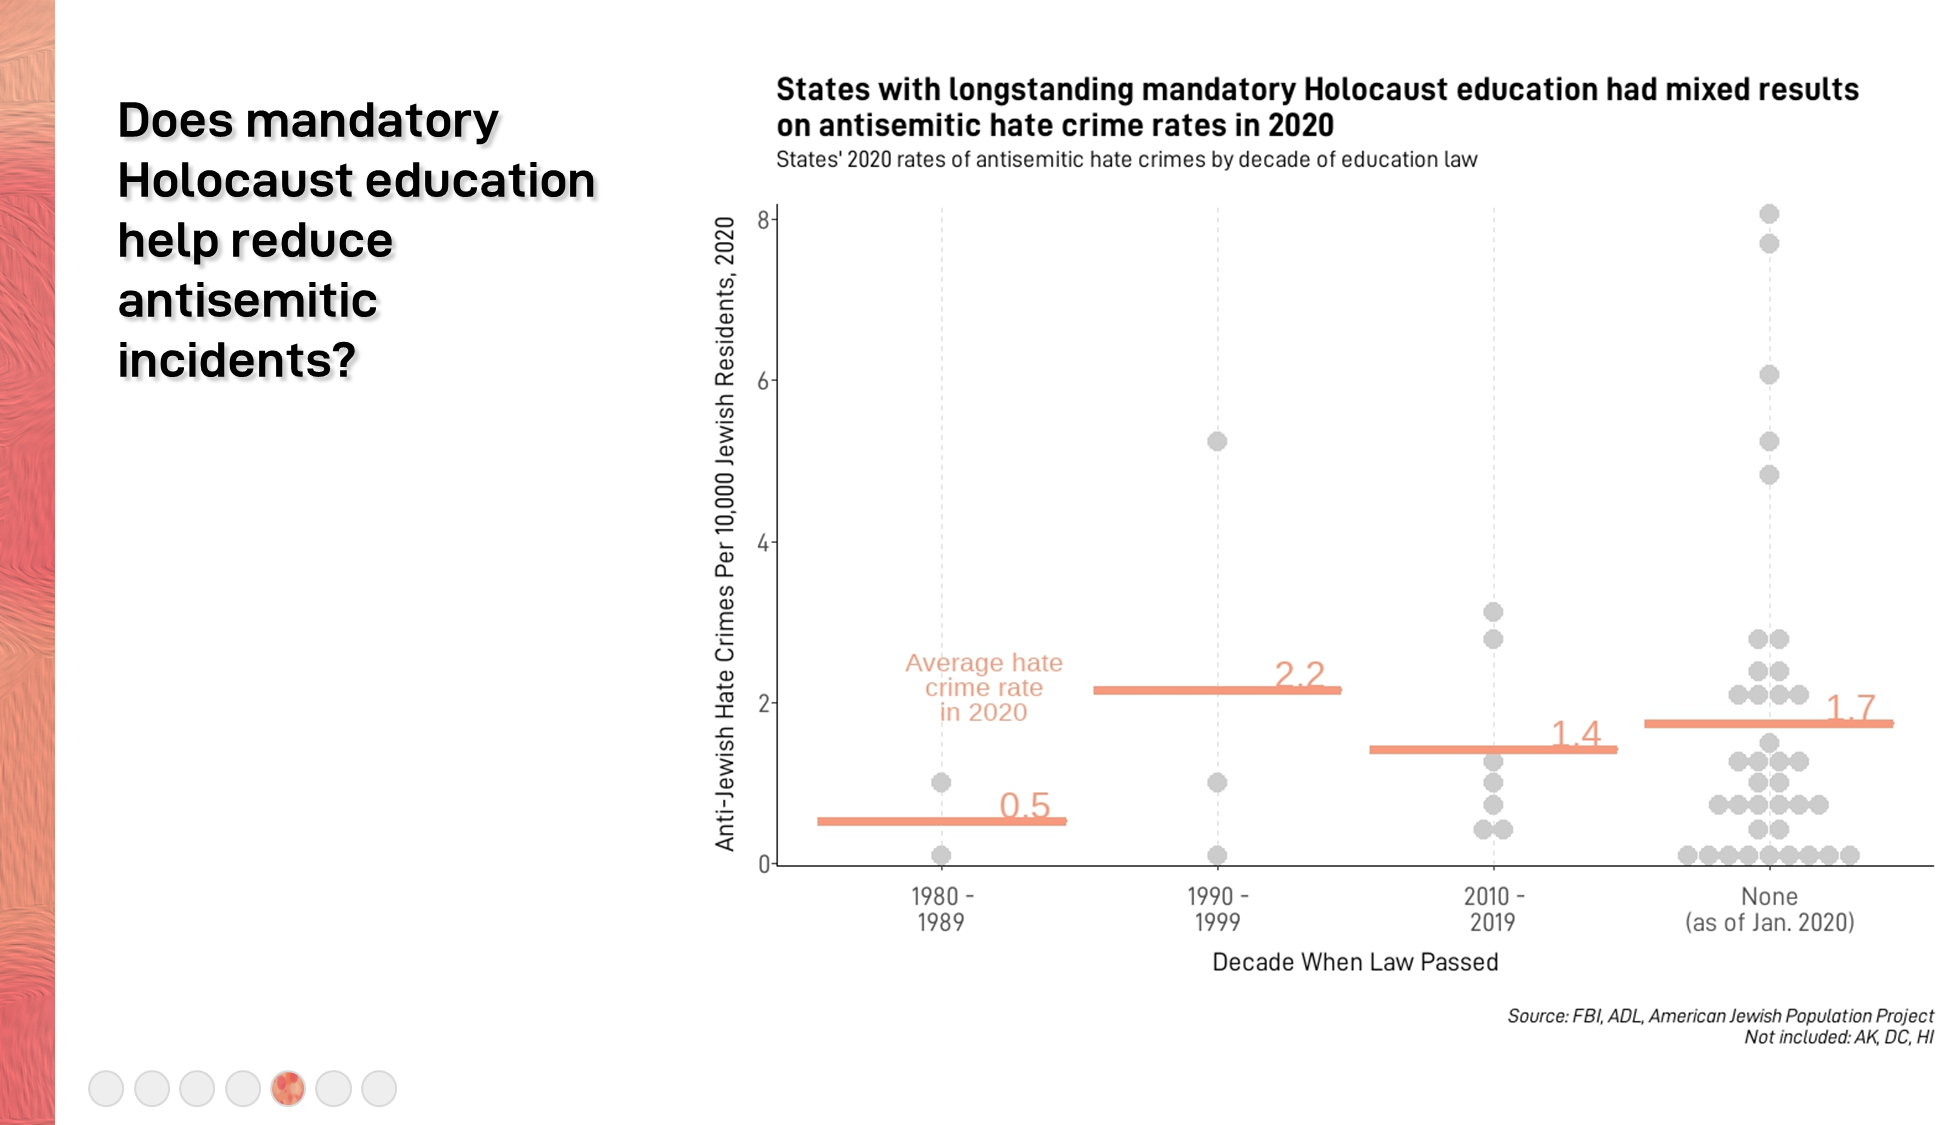 Does mandatory
Holocaust education
help reduce
antisemitic
incidents?
States with longstanding mandatory Holocaust education had mixed results
on antisemitic hate crime rates in 2020
States' 2020 rates of antisemitic hate crimes by decade of education law
Anti-Jewish Hate Crimes Per 10,000 Jewish Residents, 2020
8
6
4
2
0
Average hate
crime rate
in 2020
0.5
2.2
1.4
1.7
1980 -
1989
1990 -
1999
2010 -
2019
None
(as of Jan. 2020)
Decade When Law Passed
Source: FBI, ADL, American Jewish Population Project
Not included: AK, DC, HI